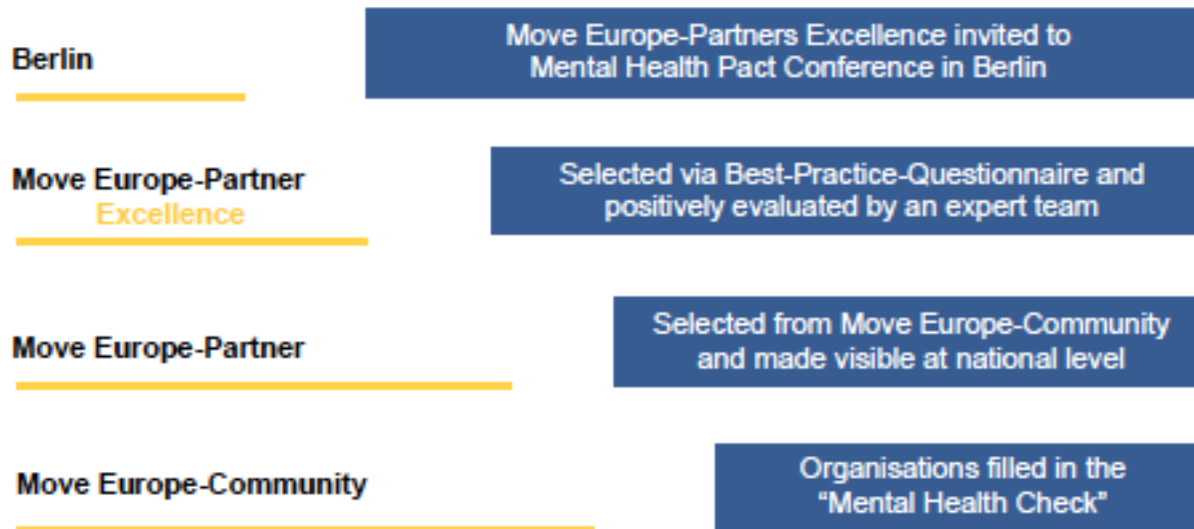 Berlin
Move Europe-Partners Excellence invited to
Mental Health Pact Conference in Berlin
Move Europe-Partner
Excellence
Selected via Best-Practice-Questionnaire and
positively evaluated by an expert team
Move Europe-Partner
Selected from Move Europe-Community
and made visible at national level
Move Europe-Community
Organisations filled in the
“Mental Health Check”